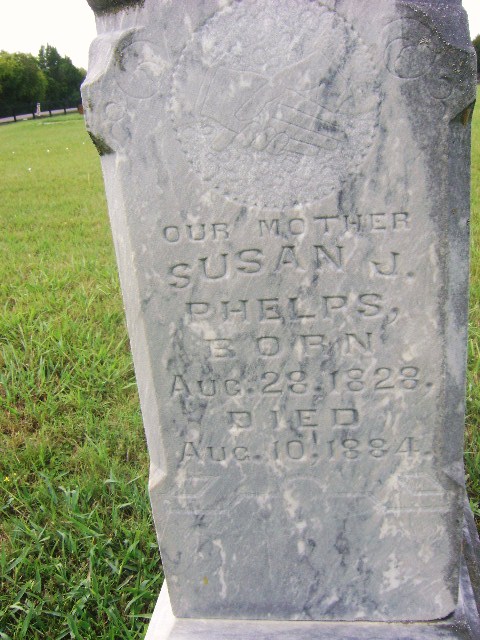 OUR MOTHER
SUSAN J.
PHELPS,
BORN
AUG. 28. 1828.
DIED
AUG. 10, 1884.